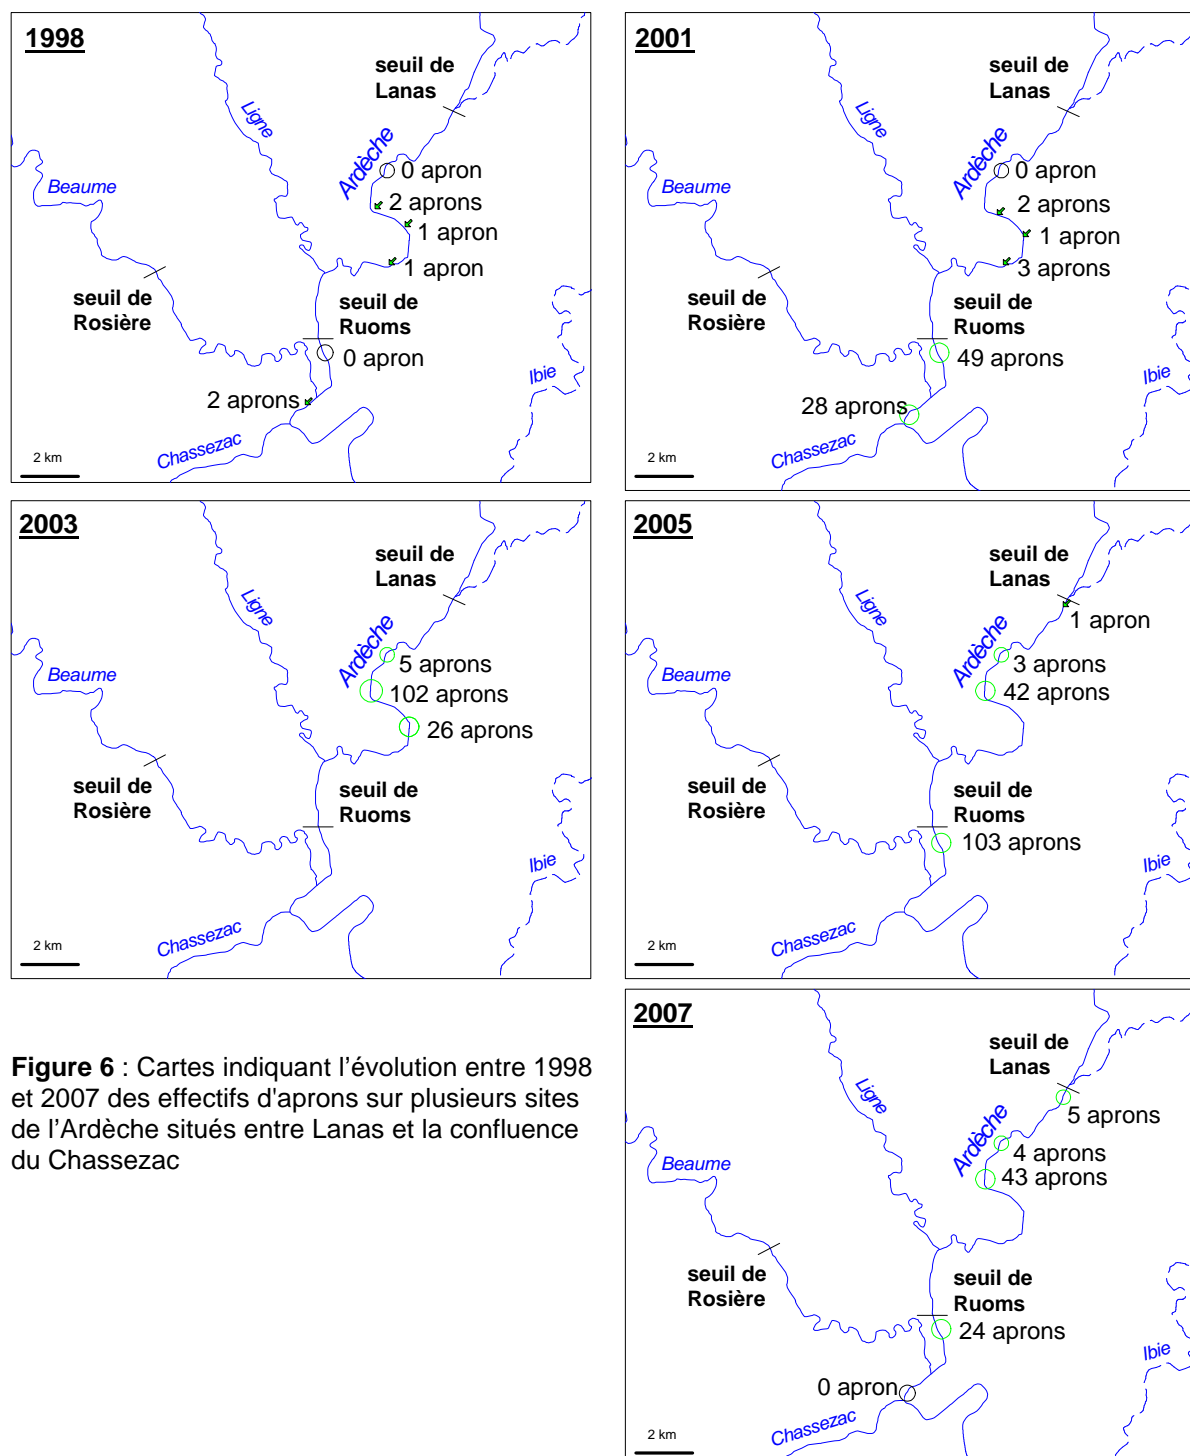 1998
seuil de
Lanas
Ligne
Ardèche
0 apron
Beaume
2 aprons
1 apron
1 apron
seuil de
Rosière
seuil de
Ruoms
0 apron
Ibie
2 aprons
Chassezac
2 km
2001
seuil de
Lanas
Ligne
Ardèche
0 apron
Beaume
2 aprons
1 apron
3 aprons
seuil de
Rosière
seuil de
Ruoms
49 aprons
Ibie
28 aprons
Chassezac
2 km
2003
seuil de
Lanas
Ligne
Ardèche
5 aprons
Beaume
102 aprons
26 aprons
seuil de
Rosière
seuil de
Ruoms
Ibie
Chassezac
2 km
2005
seuil de
Lanas
Ligne
1 apron
Ardèche
3 aprons
Beaume
42 aprons
seuil de
Rosière
seuil de
Ruoms
103 aprons
Ibie
Chassezac
2 km
Figure 6 : Cartes indiquant l'évolution entre 1998
et 2007 des effectifs d'aprons sur plusieurs sites
de l'Ardèche situés entre Lanas et la confluence
du Chassezac
2007
seuil de
Lanas
Ligne
5 aprons
Ardèche
4 aprons
Beaume
43 aprons
seuil de
Rosière
seuil de
Ruoms
24 aprons
Ibie
0 apron
Chassezac
2 km